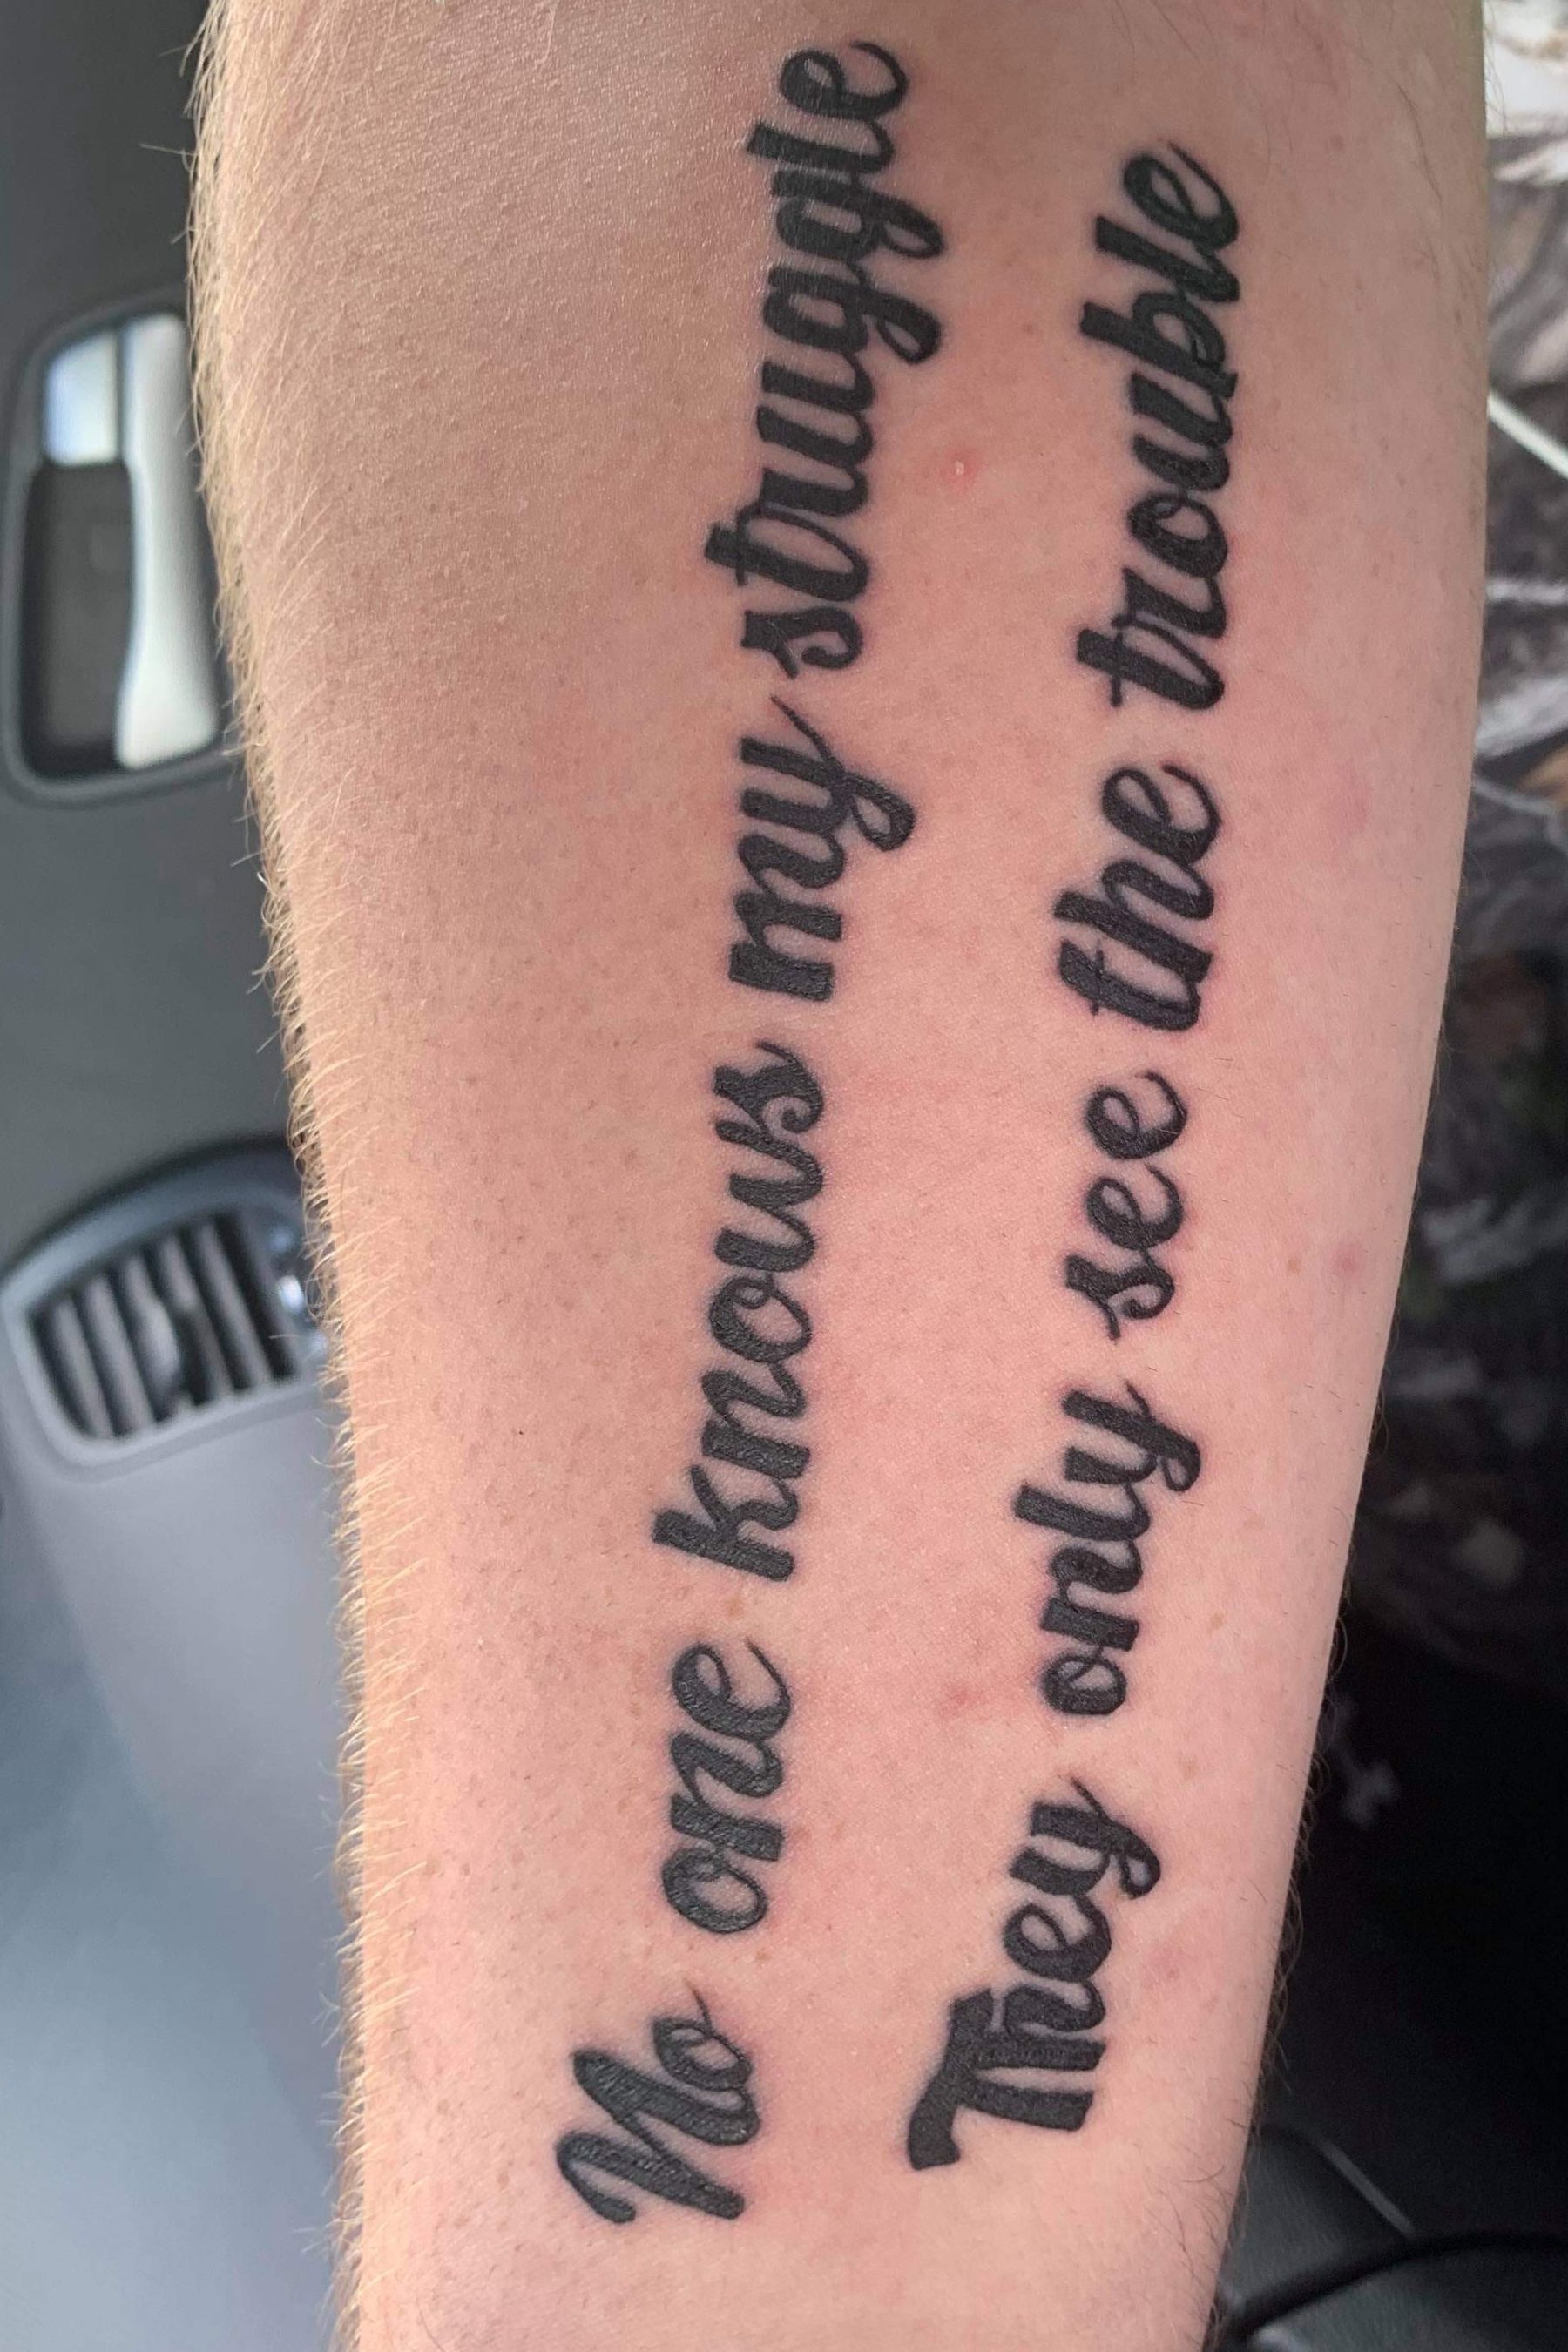 No one knows my struggle
They only see the trouble